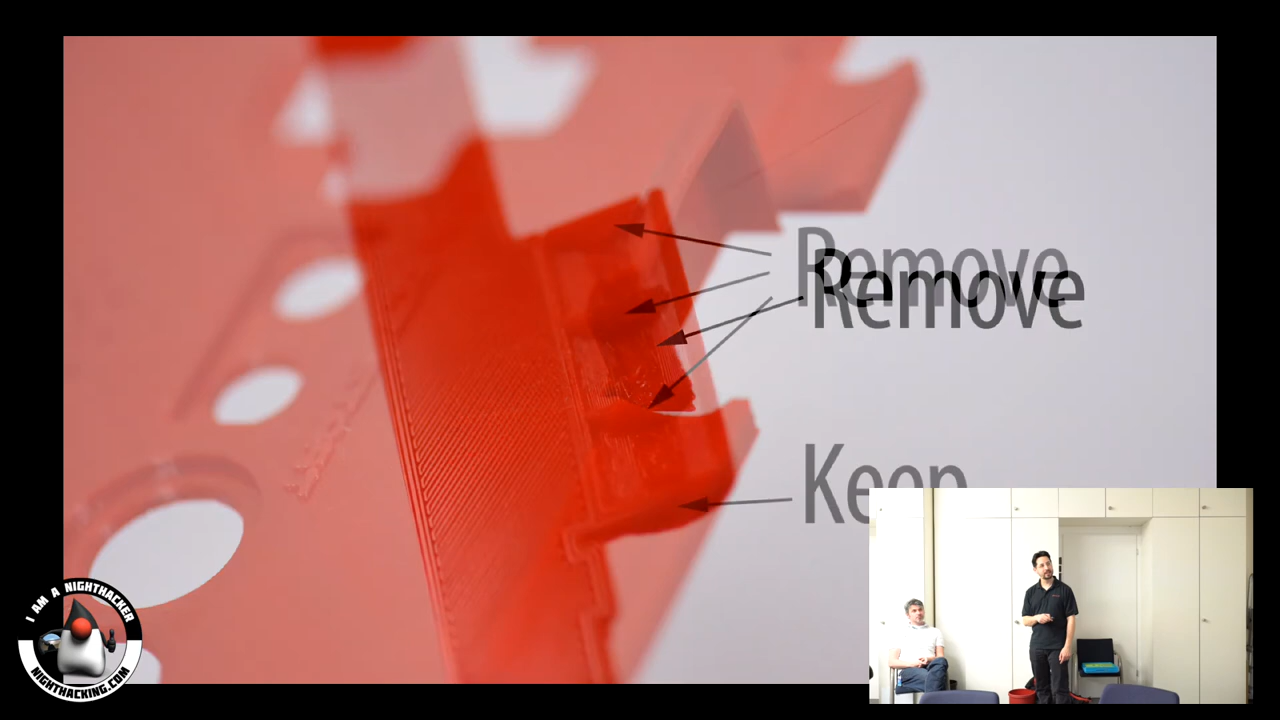 Remove
Remove
Keep
I AM A NIGHTHACKER
NIGHTHACKING.COM